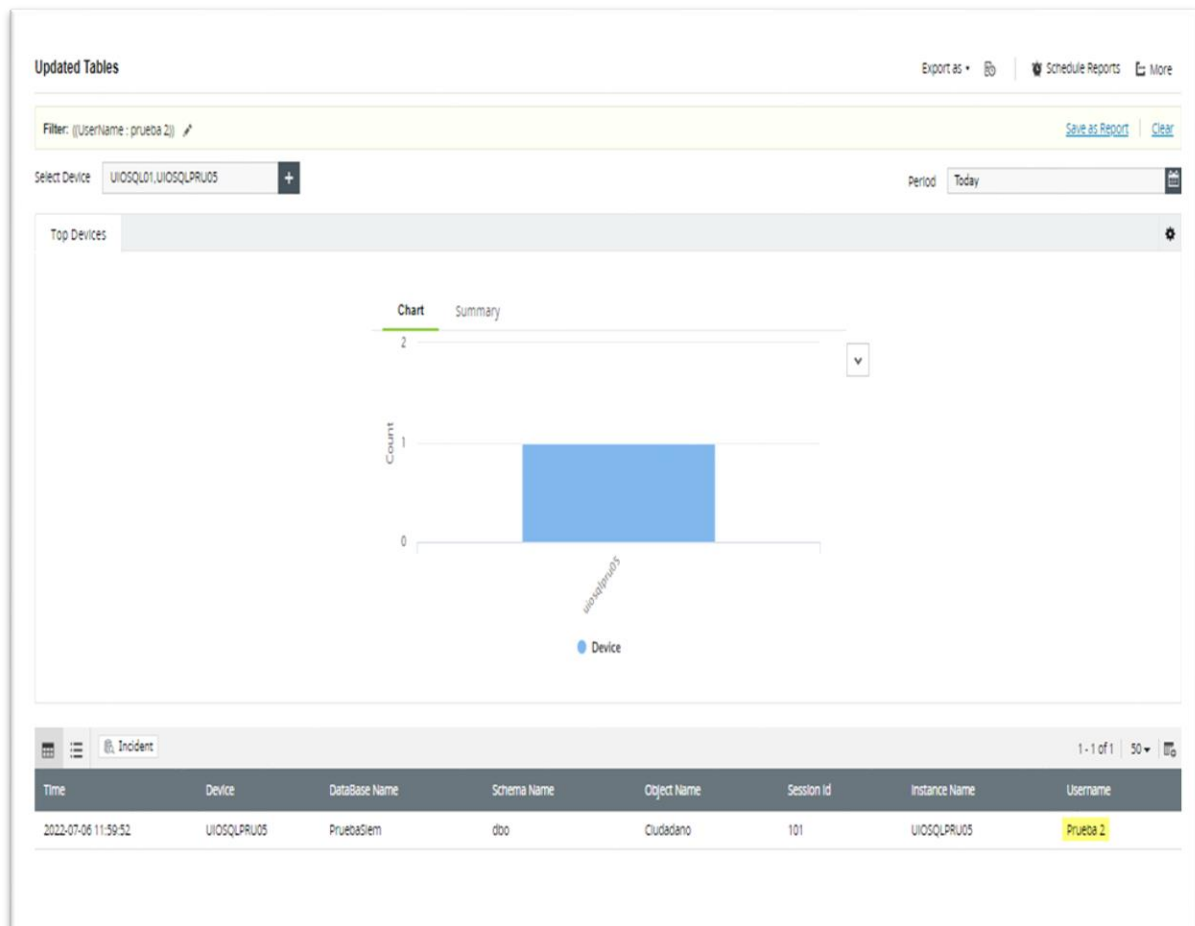 Updated Tables
Export as
Schedule Reports
More
Filter: ((UserName : prueba 2))
Save as Report
Clear
Select Device
UIOSQL01,UIOSQLPRU05
+
Period
Today
Top Devices
Chart
Summary
2
Count
1
0
uiosqlpru05
Device
Incident
1 - 1 of 1
50
Time Device DataBase Name Schema Name Object Name Session Id Instance Name Username
2022-07-06 11:59:52 UIOSQLPRU05 PruebaSiem dbo Ciudadano 101 UIOSQLPRU05 Prueba 2